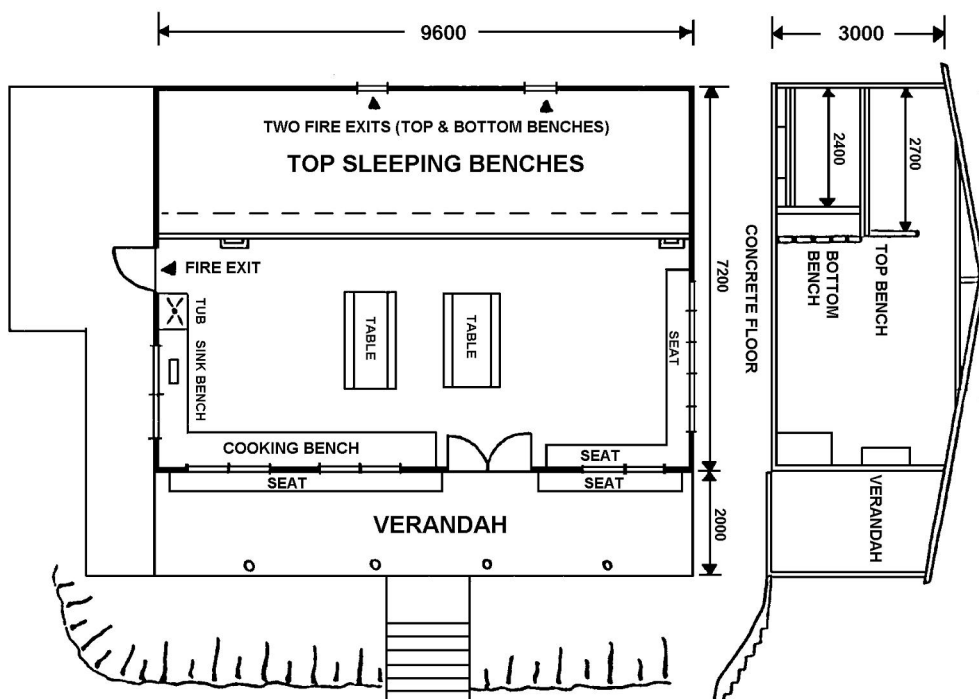 9600
3000
TWO FIRE EXITS (TOP & BOTTOM BENCHES)
TOP SLEEPING BENCHES
FIRE EXIT
TUB
SINK BENCH
TABLE
TABLE
SEAT
COOKING BENCH
SEAT
SEAT
SEAT
VERANDAH
7200
2000
CONCRETE FLOOR
2400
2700
BOTTOM
BENCH
TOP BENCH
VERANDAH